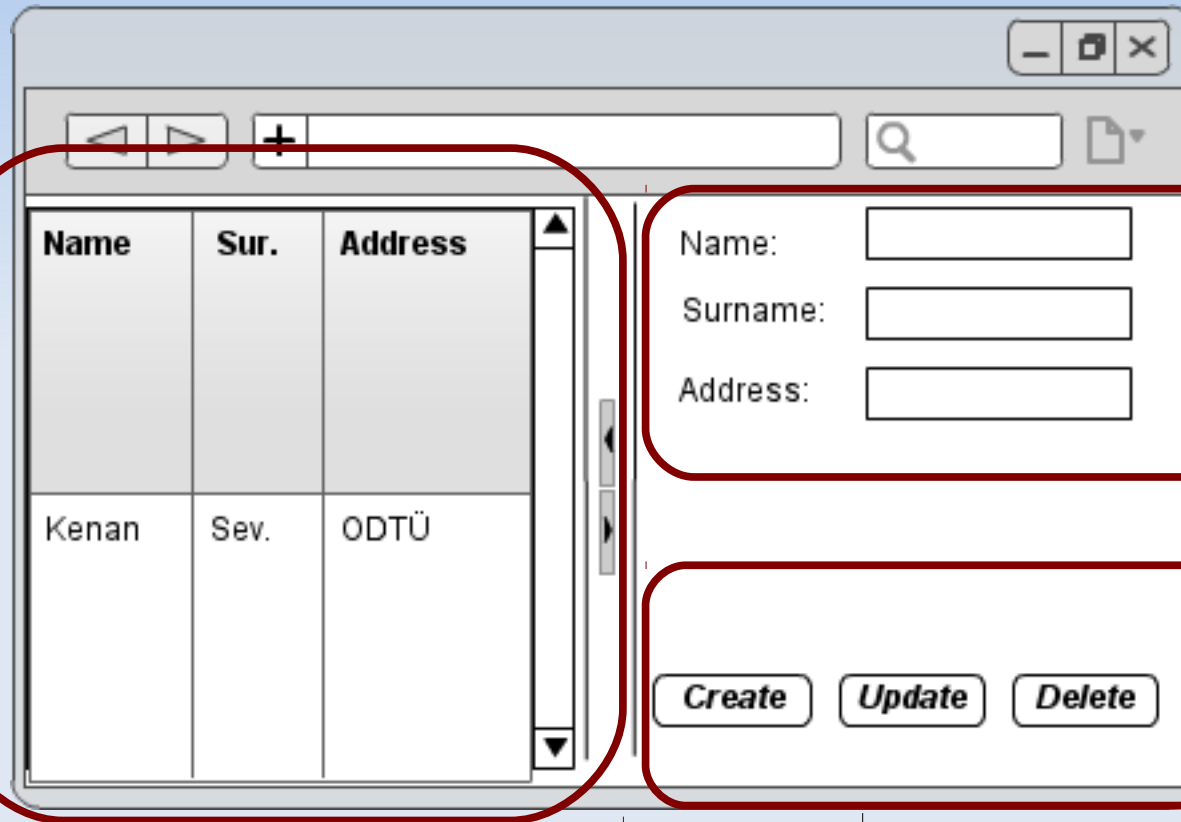 Name Sur. Address
Kenan Sev. ODTÜ
Name:
Surname:
Address:
Create Update Delete